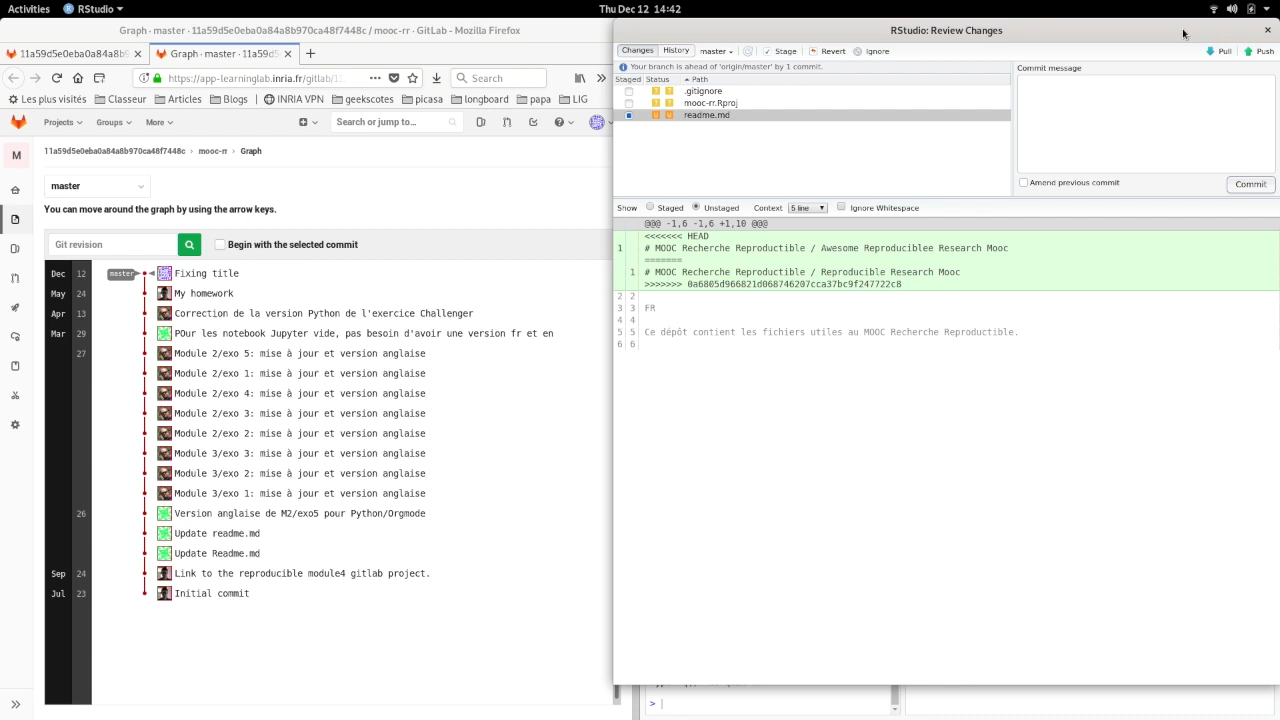 Activities RStudio Thu Dec 12 14:42
Graph · master · 11a59d5e0eba0a84a8b970ca48f7448c / mooc-rr · GitLab - Mozilla Firefox
11a59d5e0eba0a84a8b9 Graph · master · 11a59d5
https://app-learninglab.inria.fr/gitlab/1 Search
Les plus visités Classeur Articles Blogs INRIA VPN geekscotes picasa longboard papa LIG
Projects Groups More Search or jump to...
M 11a59d5e0eba0a84a8b970ca48f7448c mooc-rr Graph
master
You can move around the graph by using the arrow keys.
Git revision Begin with the selected commit
Dec 12 master Fixing title
May 24 My homework
Apr 13 Correction de la version Python de l'exercice Challenger
Mar 29 POur les notebook Jupyter vide, pas besoin d'avoir une version fr et en
27 Module 2/exo 5: mise à jour et version anglaise
Module 2/exo 1: mise à jour et version anglaise
Module 2/exo 4: mise à jour et version anglaise
Module 2/exo 3: mise à jour et version anglaise
Module 2/exo 2: mise à jour et version anglaise
Module 3/exo 3: mise à jour et version anglaise
Module 3/exo 2: mise à jour et version anglaise
Module 3/exo 1: mise à jour et version anglaise
26 Version anglaise de M2/exo5 pour Python/Orgmode
Update readme.md
Update Readme.md
Sep 24 Link to the reproducible module4 gitlab project.
Jul 23 Initial commit
RStudio: Review Changes
Changes History master Stage Revert Ignore Pull Push
Your branch is ahead of 'origin/master' by 1 commit.
Staged Status Path
.gitignore
mooc-rr.Rproj
readme.md
Commit message
Amend previous commit Commit
Show Staged Unstaged Context 5 line Ignore Whitespace
@@@ -1,6 -1,6 +1,10 @@@
<<<<<<< HEAD
1 # MOOC Recherche Reproductible / Awesome Reproduciblee Research Mooc
=======
1 # MOOC Recherche Reproductible / Reproducible Research Mooc
>>>>>>> 0a6805d966821d068746207cca37bc9f247722c8
2 2
3 3 FR
4 4
5 5 Ce dépôt contient les fichiers utiles au MOOC Recherche Reproductible.
6 6
>